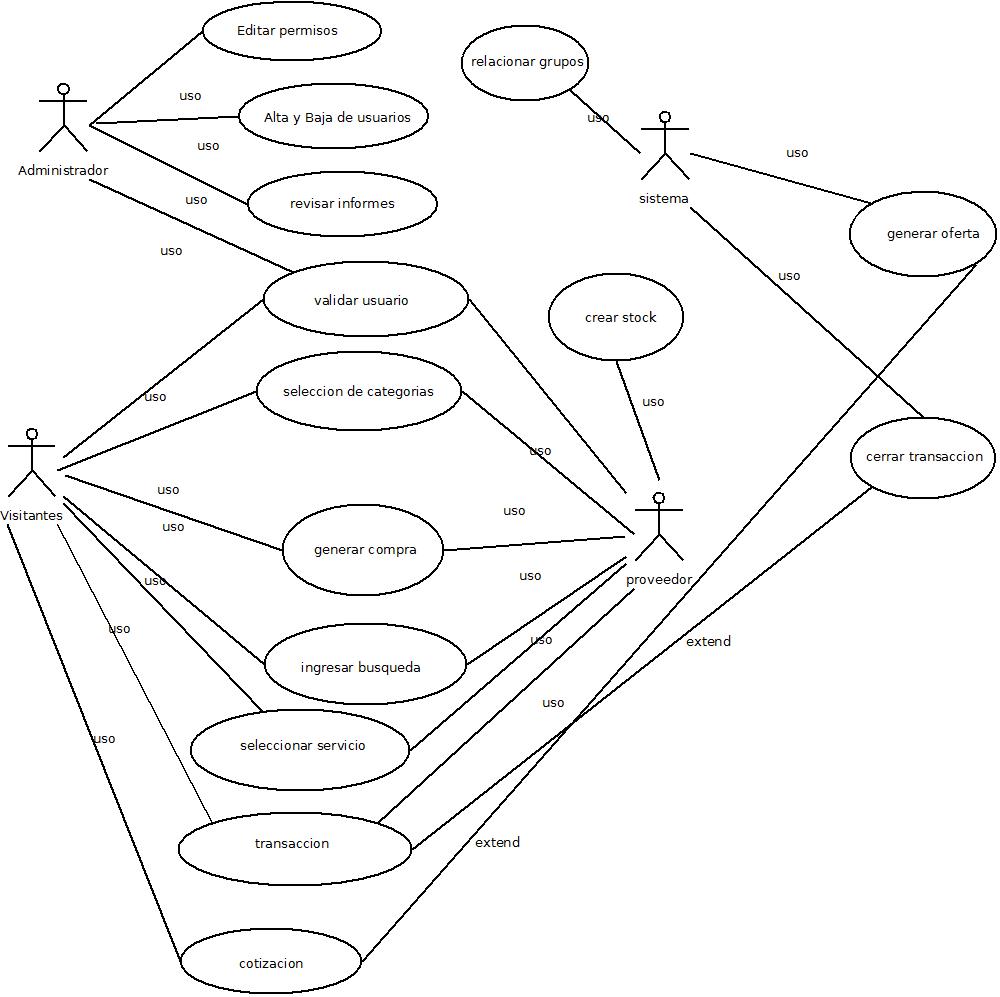 Editar permisos
relacionar grupos
uso
Alta y Baja de usuarios
uso
uso
uso
Administrador
sistema
uso
revisar informes
uso
generar oferta
uso
validar usuario
uso
crear stock
seleccion de categorias
uso
uso
uso
cerrar transaccion
Visitantes
uso
uso
uso
generar compra
uso
uso
uso
proveedor
uso
uso
extend
ingresar busqueda
uso
uso
seleccionar servicio
transaccion
extend
cotizacion